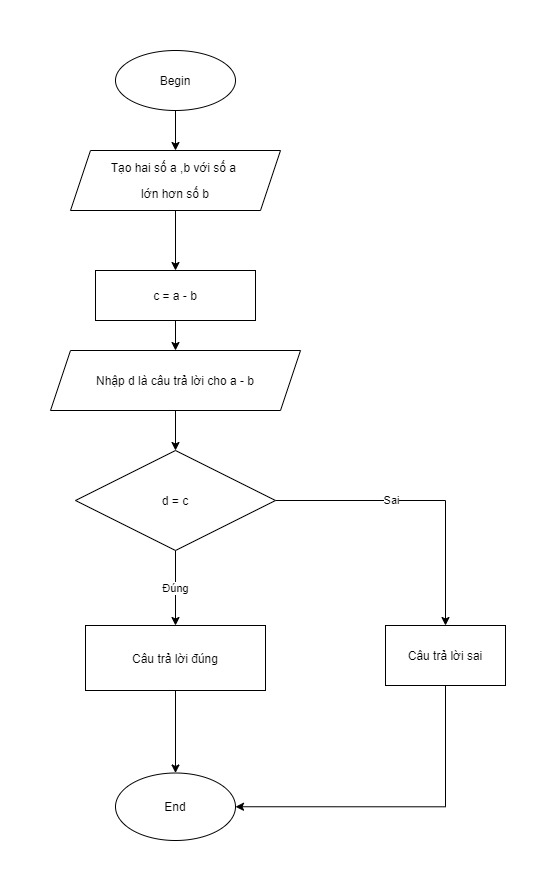 Begin
Tạo hai số a ,b với số a
lớn hơn số b
c = a - b
Nhập d là câu trả lời cho a - b
d = c
Sai
Đúng
Câu trả lời đúng
Câu trả lời sai
End